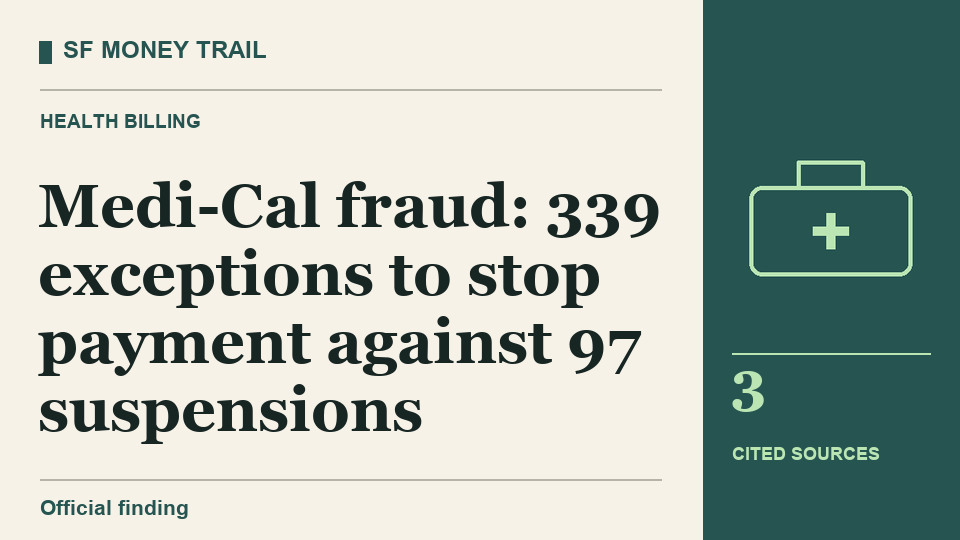 SF MONEY TRAIL
HEALTH BILLING
Medi-Cal fraud: 339
exceptions to stop
payment against 97
suspensions
Official finding
3
CITED SOURCES